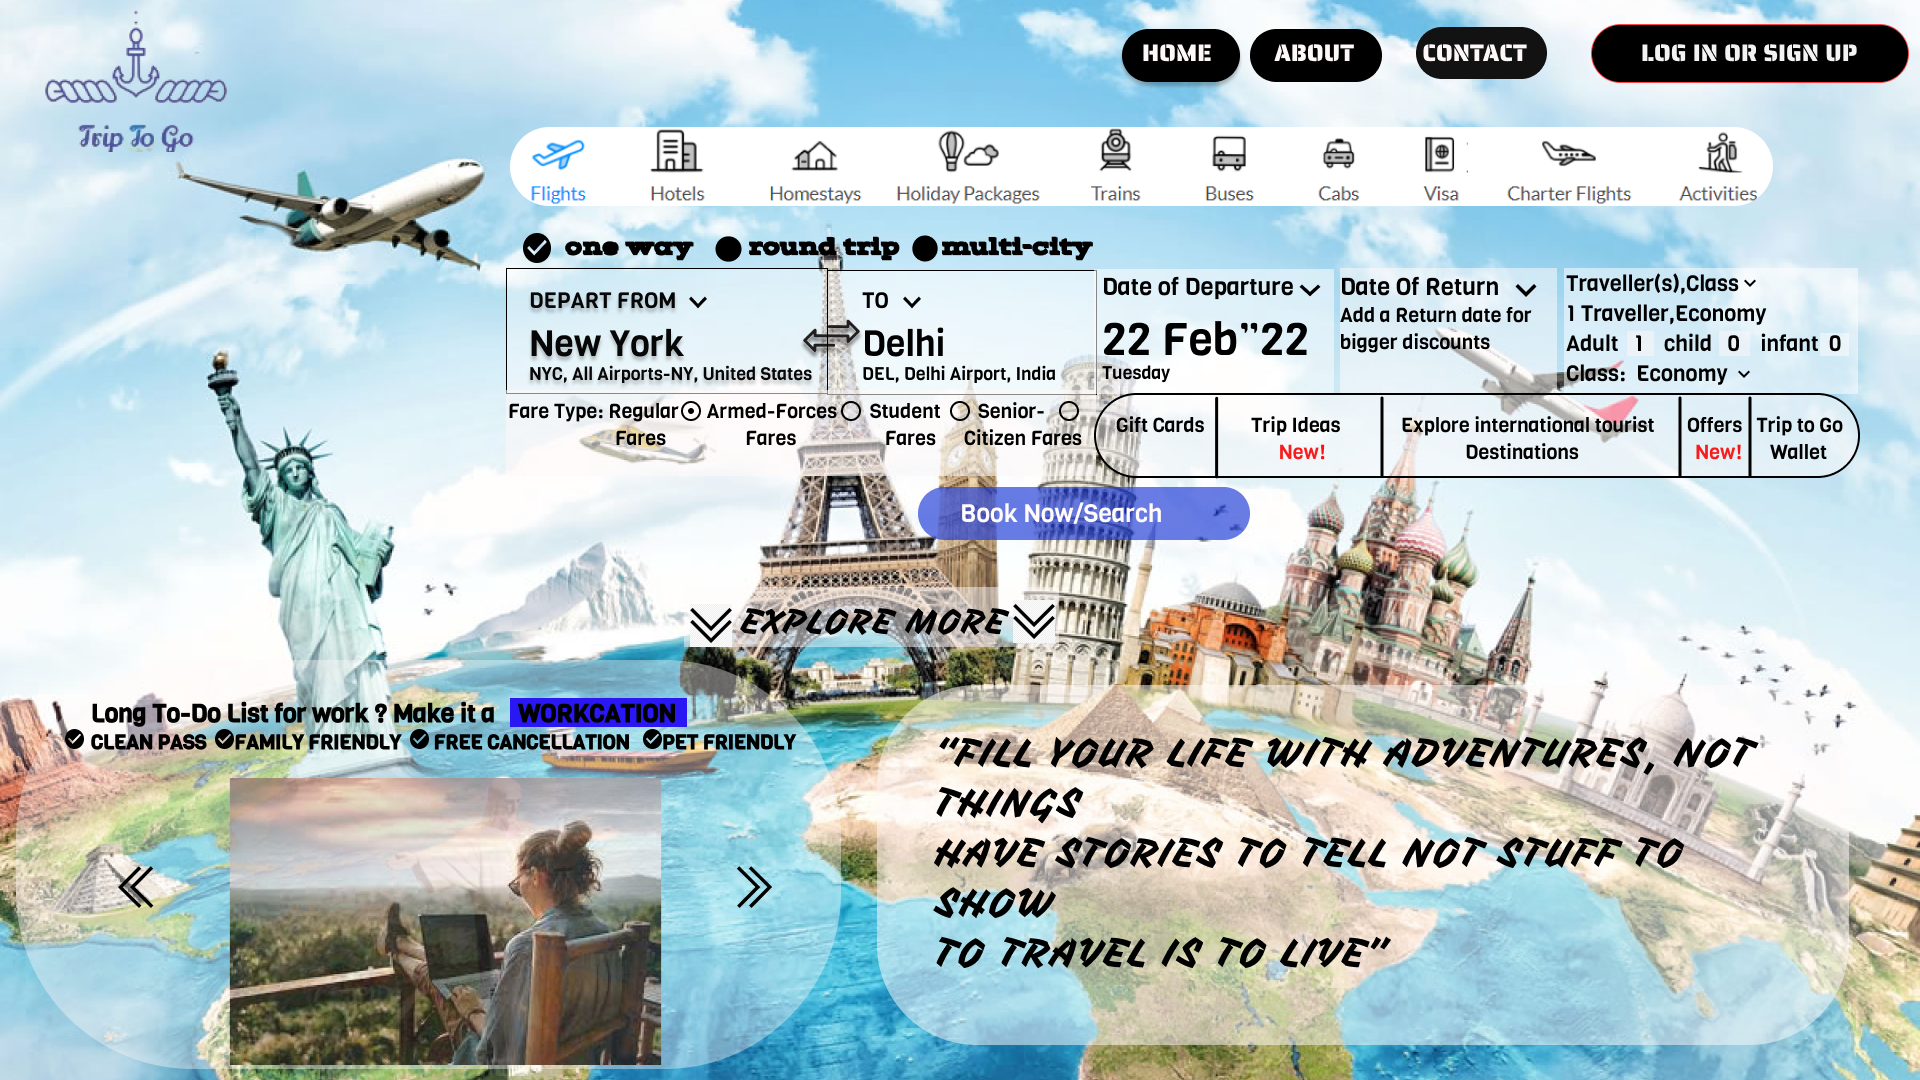 HOME ABOUT CONTACT LOG IN OR SIGN UP
Trip To Go
Flights Hotels Homestays Holiday Packages Trains Buses Cabs Visa Charter Flights Activities
one way round trip multi-city
DEPART FROM
New York
NYC, All Airports-NY, United States
TO
Delhi
DEL, Delhi Airport, India
Date of Departure
22 Feb”22
Tuesday
Date Of Return
Add a Return date for
bigger discounts
Traveller(s),Class
1 Traveller,Economy
Adult 1 child 0 infant 0
Class: Economy
Fare Type: Regular Armed-Forces Student Senior-
Fares Fares Fares Citizen Fares
Gift Cards
Trip Ideas
New!
Explore international tourist
Destinations
Offers
New!
Trip to Go
Wallet
Book Now/Search
EXPLORE MORE
Long To-Do List for work ? Make it a WORKCATION
CLEAN PASS FAMILY FRIENDLY FREE CANCELLATION PET FRIENDLY
“FILL YOUR LIFE WITH ADVENTURES, NOT
THINGS
HAVE STORIES TO TELL NOT STUFF TO
SHOW
TO TRAVEL IS TO LIVE”